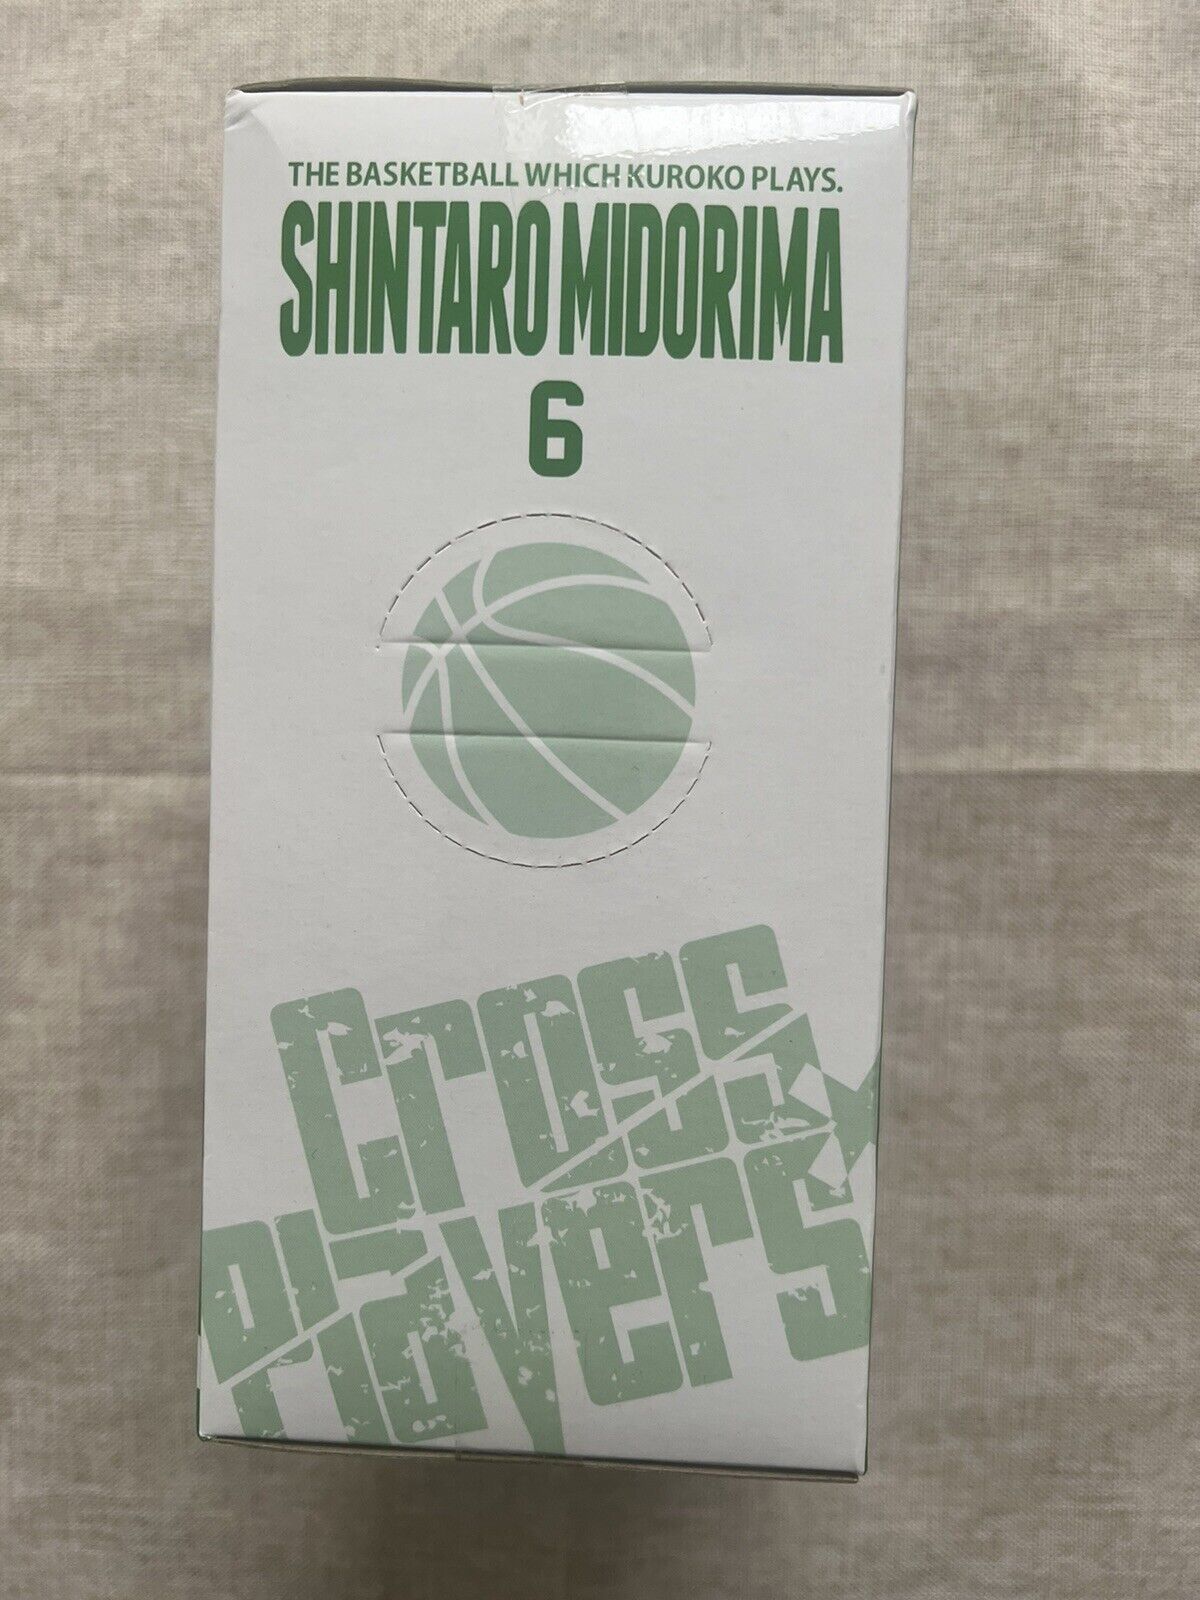 THE BASKETBALL WHICH KUROKO PLAYS.
SHINTARO MIDORIMA
6
Cross
Players